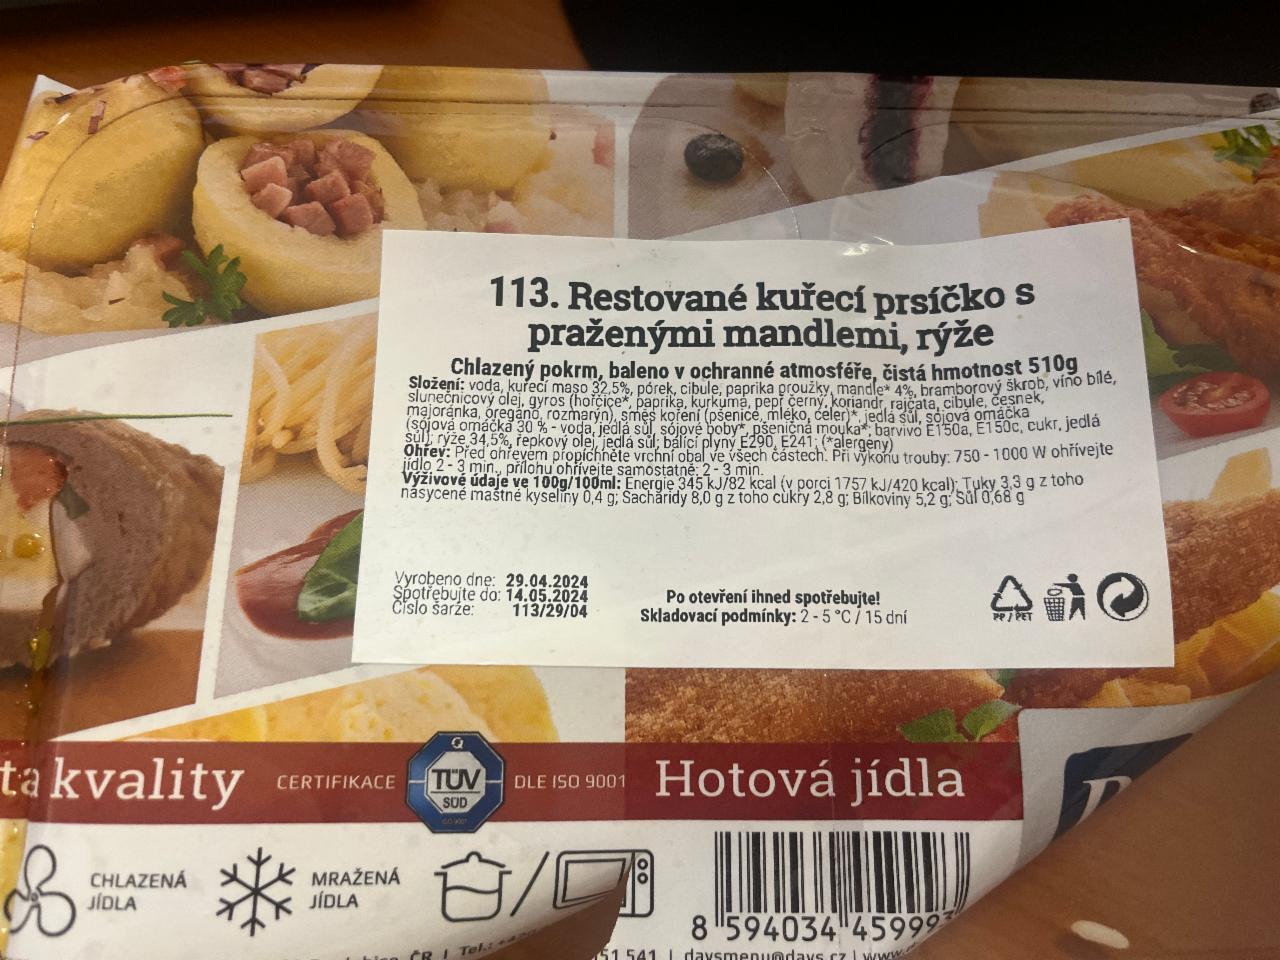 113. Restované kuřecí prsíčko s
praženými mandlemi, rýže
Chlazený pokrm, baleno v ochranné atmosféře, čistá hmotnost 510g
Složení: voda, kuřecí maso 32,5%, pórek, cibule, paprika proužky, mandle* 4%, bramborový škrob, víno bílé,
slunečnicový olej, gyros (hořčice*, paprika, kurkuma, pepř černý, koriandr, rajčata, cibule, česnek,
majoránka, oregáno, rozmarýn), směs koření (pšenice, mléko, celer)*, jedlá sůl, sójová omáčka
(sójová omáčka 30 % - voda, jedlá sůl, sójové boby*, pšeničná mouka*; barvivo E150a, E150c, cukr, jedlá
sůl); rýže 34,5%, řepkový olej, jedlá sůl; balící plyny E290, E241; (*alergeny)
Ohřev: Před ohřevem propíchněte vrchní obal ve všech částech. Při výkonu trouby: 750 - 1000 W ohřívejte
jídlo 2 - 3 min., přílohu ohřívejte samostatně: 2 - 3 min.
Výživové údaje ve 100g/100ml: Energie 345 kJ/82 kcal (v porci 1757 kJ/420 kcal); Tuky 3,3 g z toho
nasycené mastné kyseliny 0,4 g; Sacharidy 8,0 g z toho cukry 2,8 g; Bílkoviny 5,2 g; Sůl 0,68 g
Vyrobeno dne: 29.04.2024
Spotřebujte do: 14.05.2024
Číslo šarže: 113/29/04
Po otevření ihned spotřebujte!
Skladovací podmínky: 2 - 5 °C / 15 dní
PP / PET
kvality
CERTIFIKACE
TÜV
SÜD
ISO 9001
DLE ISO 9001
Hotová jídla
CHLAZENÁ
JÍDLA
MRAŽENÁ
JÍDLA
8 594034 45999
ČR | Tel.:
51 541 | daysmenu@days.cz | www.